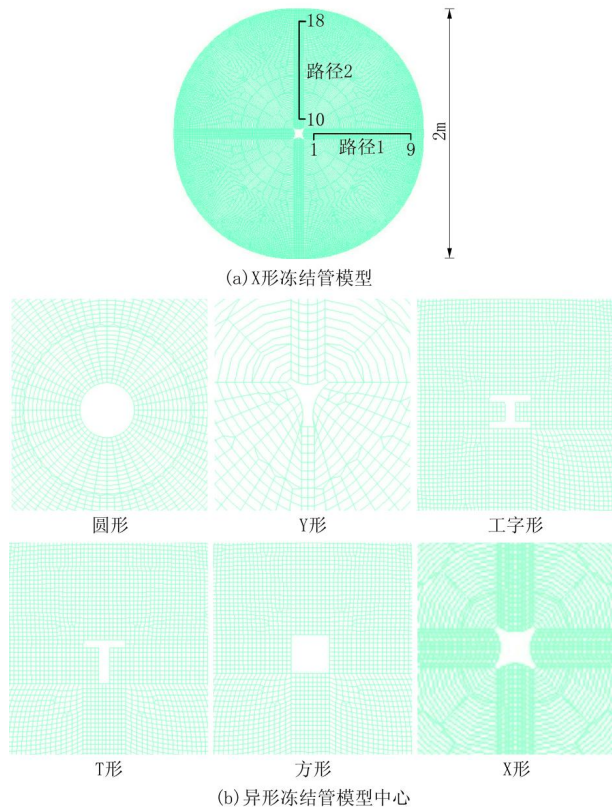 18
路径2
10
1 路径1 9
2m
(a)X形冻结管模型
圆形 Y形 工字形
T形 方形 X形
(b)异形冻结管模型中心